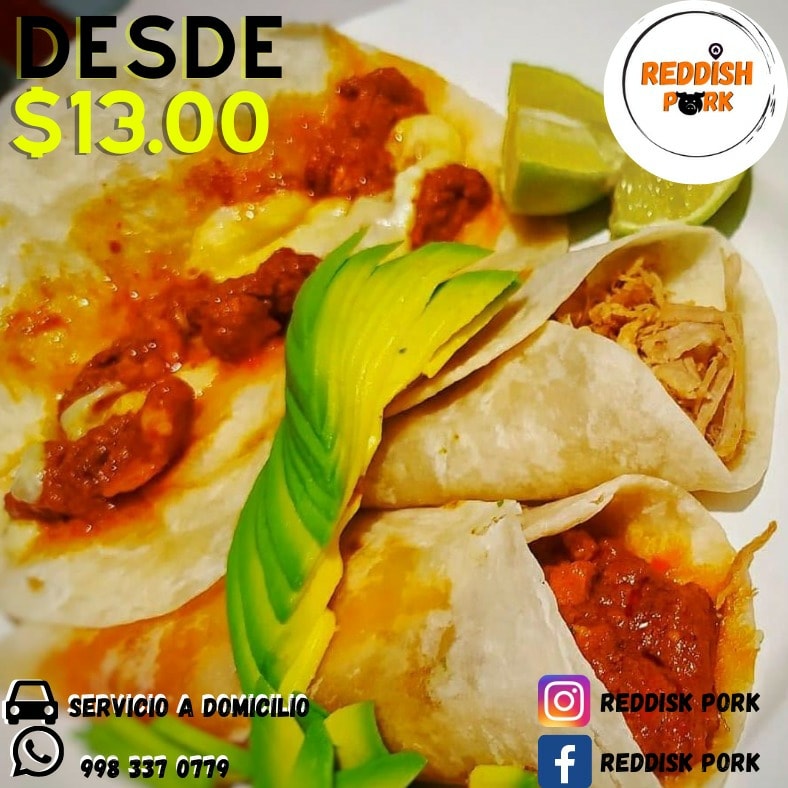 DESDE
$13.00
REDDISH
PORK
SERVICIO A DOMICILIO
998 337 0779
REDDISK PORK
REDDISK PORK